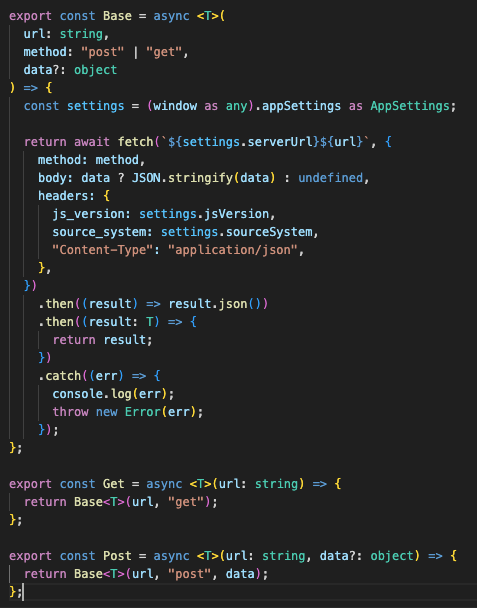 export const Base = async <T>(
  url: string,
  method: "post" | "get",
  data?: object
) => {
  const settings = (window as any).appSettings as AppSettings;

  return await fetch(`${settings.serverUrl}${url}`, {
    method: method,
    body: data ? JSON.stringify(data) : undefined,
    headers: {
      js_version: settings.jsVersion,
      source_system: settings.sourceSystem,
      "Content-Type": "application/json",
    },
  })
    .then((result) => result.json())
    .then((result: T) => {
      return result;
    })
    .catch((err) => {
      console.log(err);
      throw new Error(err);
    });
};

export const Get = async <T>(url: string) => {
  return Base<T>(url, "get");
};

export const Post = async <T>(url: string, data?: object) => {
  return Base<T>(url, "post", data);
};